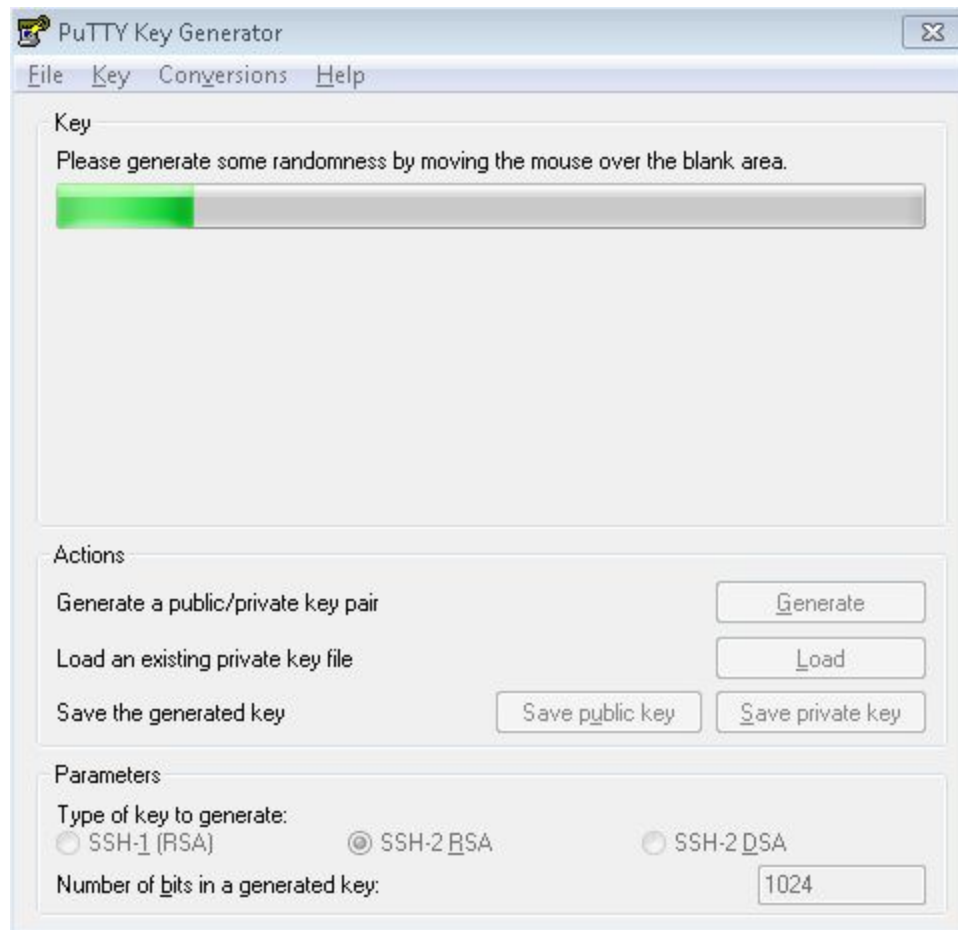 PuTTY Key Generator
File Key Conversions Help
Key
Please generate some randomness by moving the mouse over the blank area.
Actions
Generate a public/private key pair Generate
Load an existing private key file Load
Save the generated key Save public key Save private key
Parameters
Type of key to generate:
SSH-1 (RSA) SSH-2 RSA SSH-2 DSA
Number of bits in a generated key: 1024